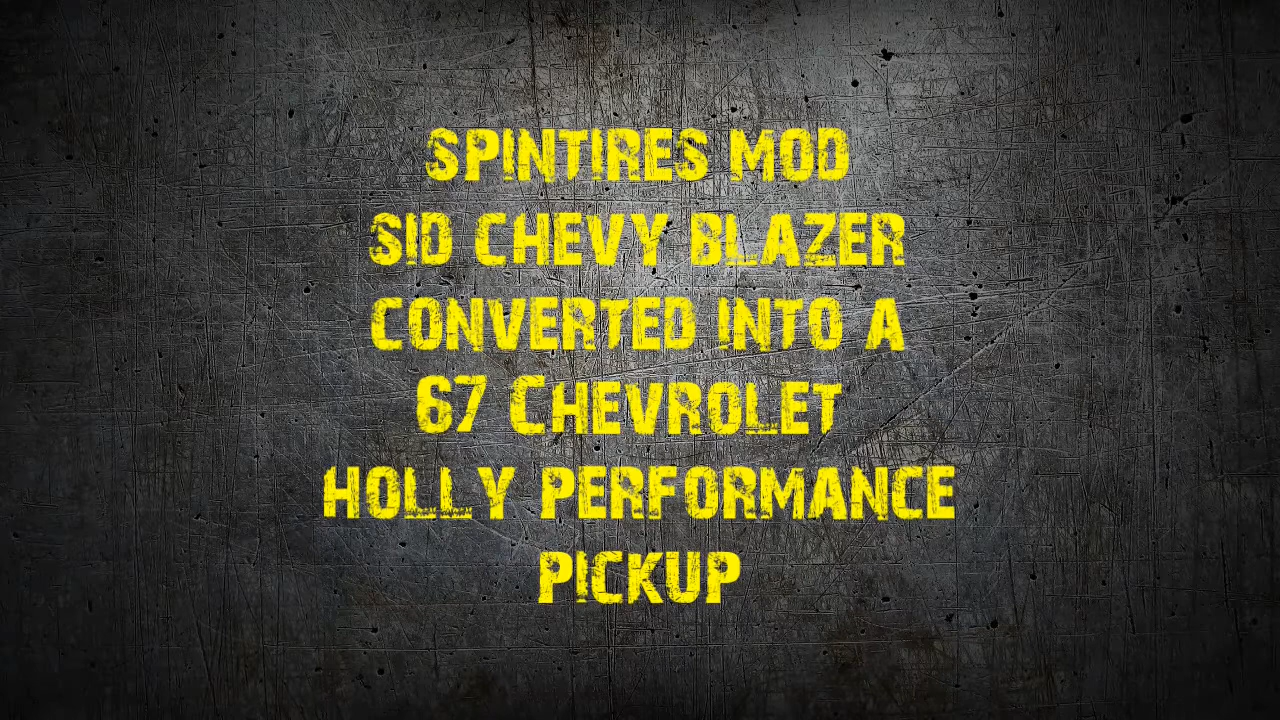 SPINTIRES MOD
SID CHEVY BLAZER
CONVERTED INTO A
67 CHEVROLET
HOLLY PERFORMANCE
PICKUP